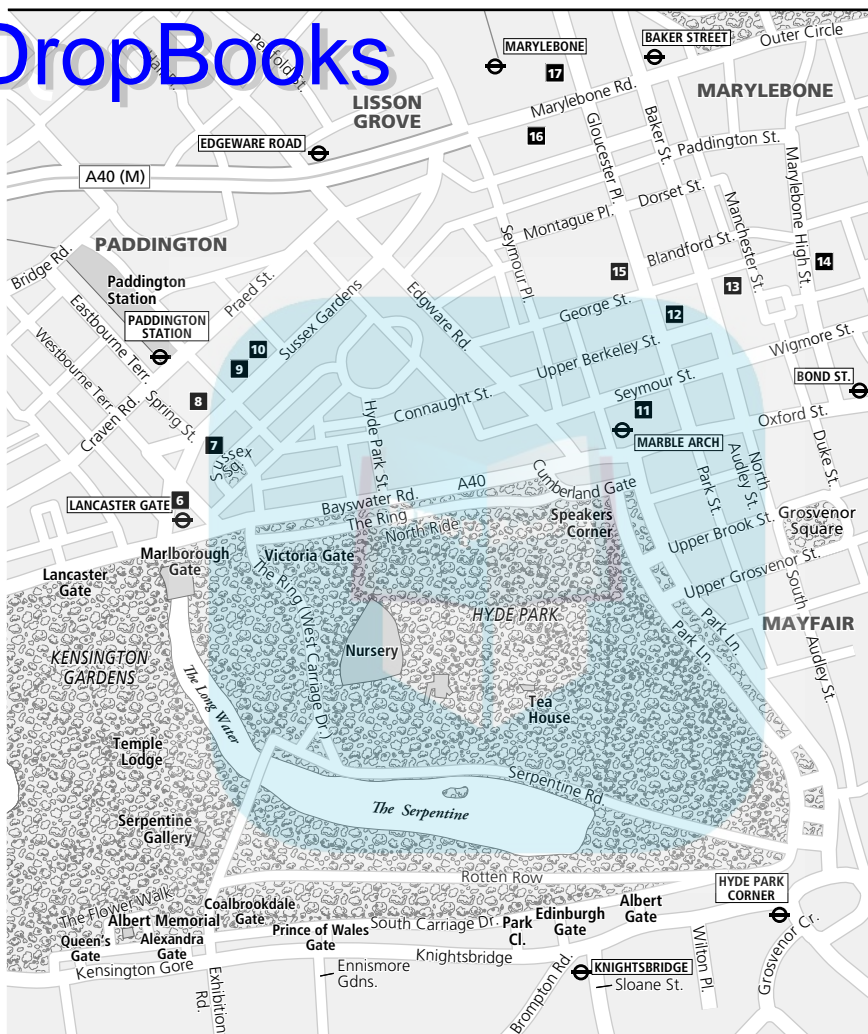 DropBooks
Penfold St.
MARYLEBONE
BAKER STREET
Outer Circle
17
LISSON
GROVE
Marylebone Rd.
MARYLEBONE
16
Gloucester Pl.
Baker St.
Paddington St.
EDGEWARE ROAD
A40 (M)
Dorset St.
Marylebone High St.
Montague Pl.
Manchester St.
PADDINGTON
Seymour Pl.
Blandford St.
Bridge Rd.
Paddington
Station
15
14
13
Praed St.
Eastbourne Terr.
Westbourne Terr.
PADDINGTON
STATION
Sussex Gardens
Edgware Rd.
George St.
12
10
9
Upper Berkeley St.
Wigmore St.
BOND ST.
8
Spring St.
Craven Rd.
Connaught St.
Seymour St.
11
Oxford St.
Hyde Park St.
MARBLE ARCH
7
Sussex
Sq.
Duke St.
North
Audley St.
Park St.
6
LANCASTER GATE
A40
Bayswater Rd.
Cumberland Gate
The Ring
North Ride
Speakers
Corner
Grosvenor
Square
Upper Brook St.
Marlborough
Gate
Victoria Gate
Lancaster
Gate
The Ring (West Carriage Dr.)
Upper Grosvenor St.
South
Audley St.
HYDE PARK
Park Ln.
Park Ln.
MAYFAIR
KENSINGTON
GARDENS
Nursery
The Long Water
Tea
House
Temple
Lodge
Serpentine Rd.
The Serpentine
Serpentine
Gallery
Rotten Row
HYDE PARK
CORNER
The Flower Walk
Coalbrookdale
Gate
Albert
Gate
Albert Memorial
South Carriage Dr.
Park
Cl.
Edinburgh
Gate
Queen's
Gate
Alexandra
Gate
Prince of Wales
Gate
Grosvenor Cr.
Kensington Gore
Knightsbridge
Wilton Pl.
Ennismore
Gdns.
KNIGHTSBRIDGE
Exhibition
Rd.
Brompton Rd.
Sloane St.